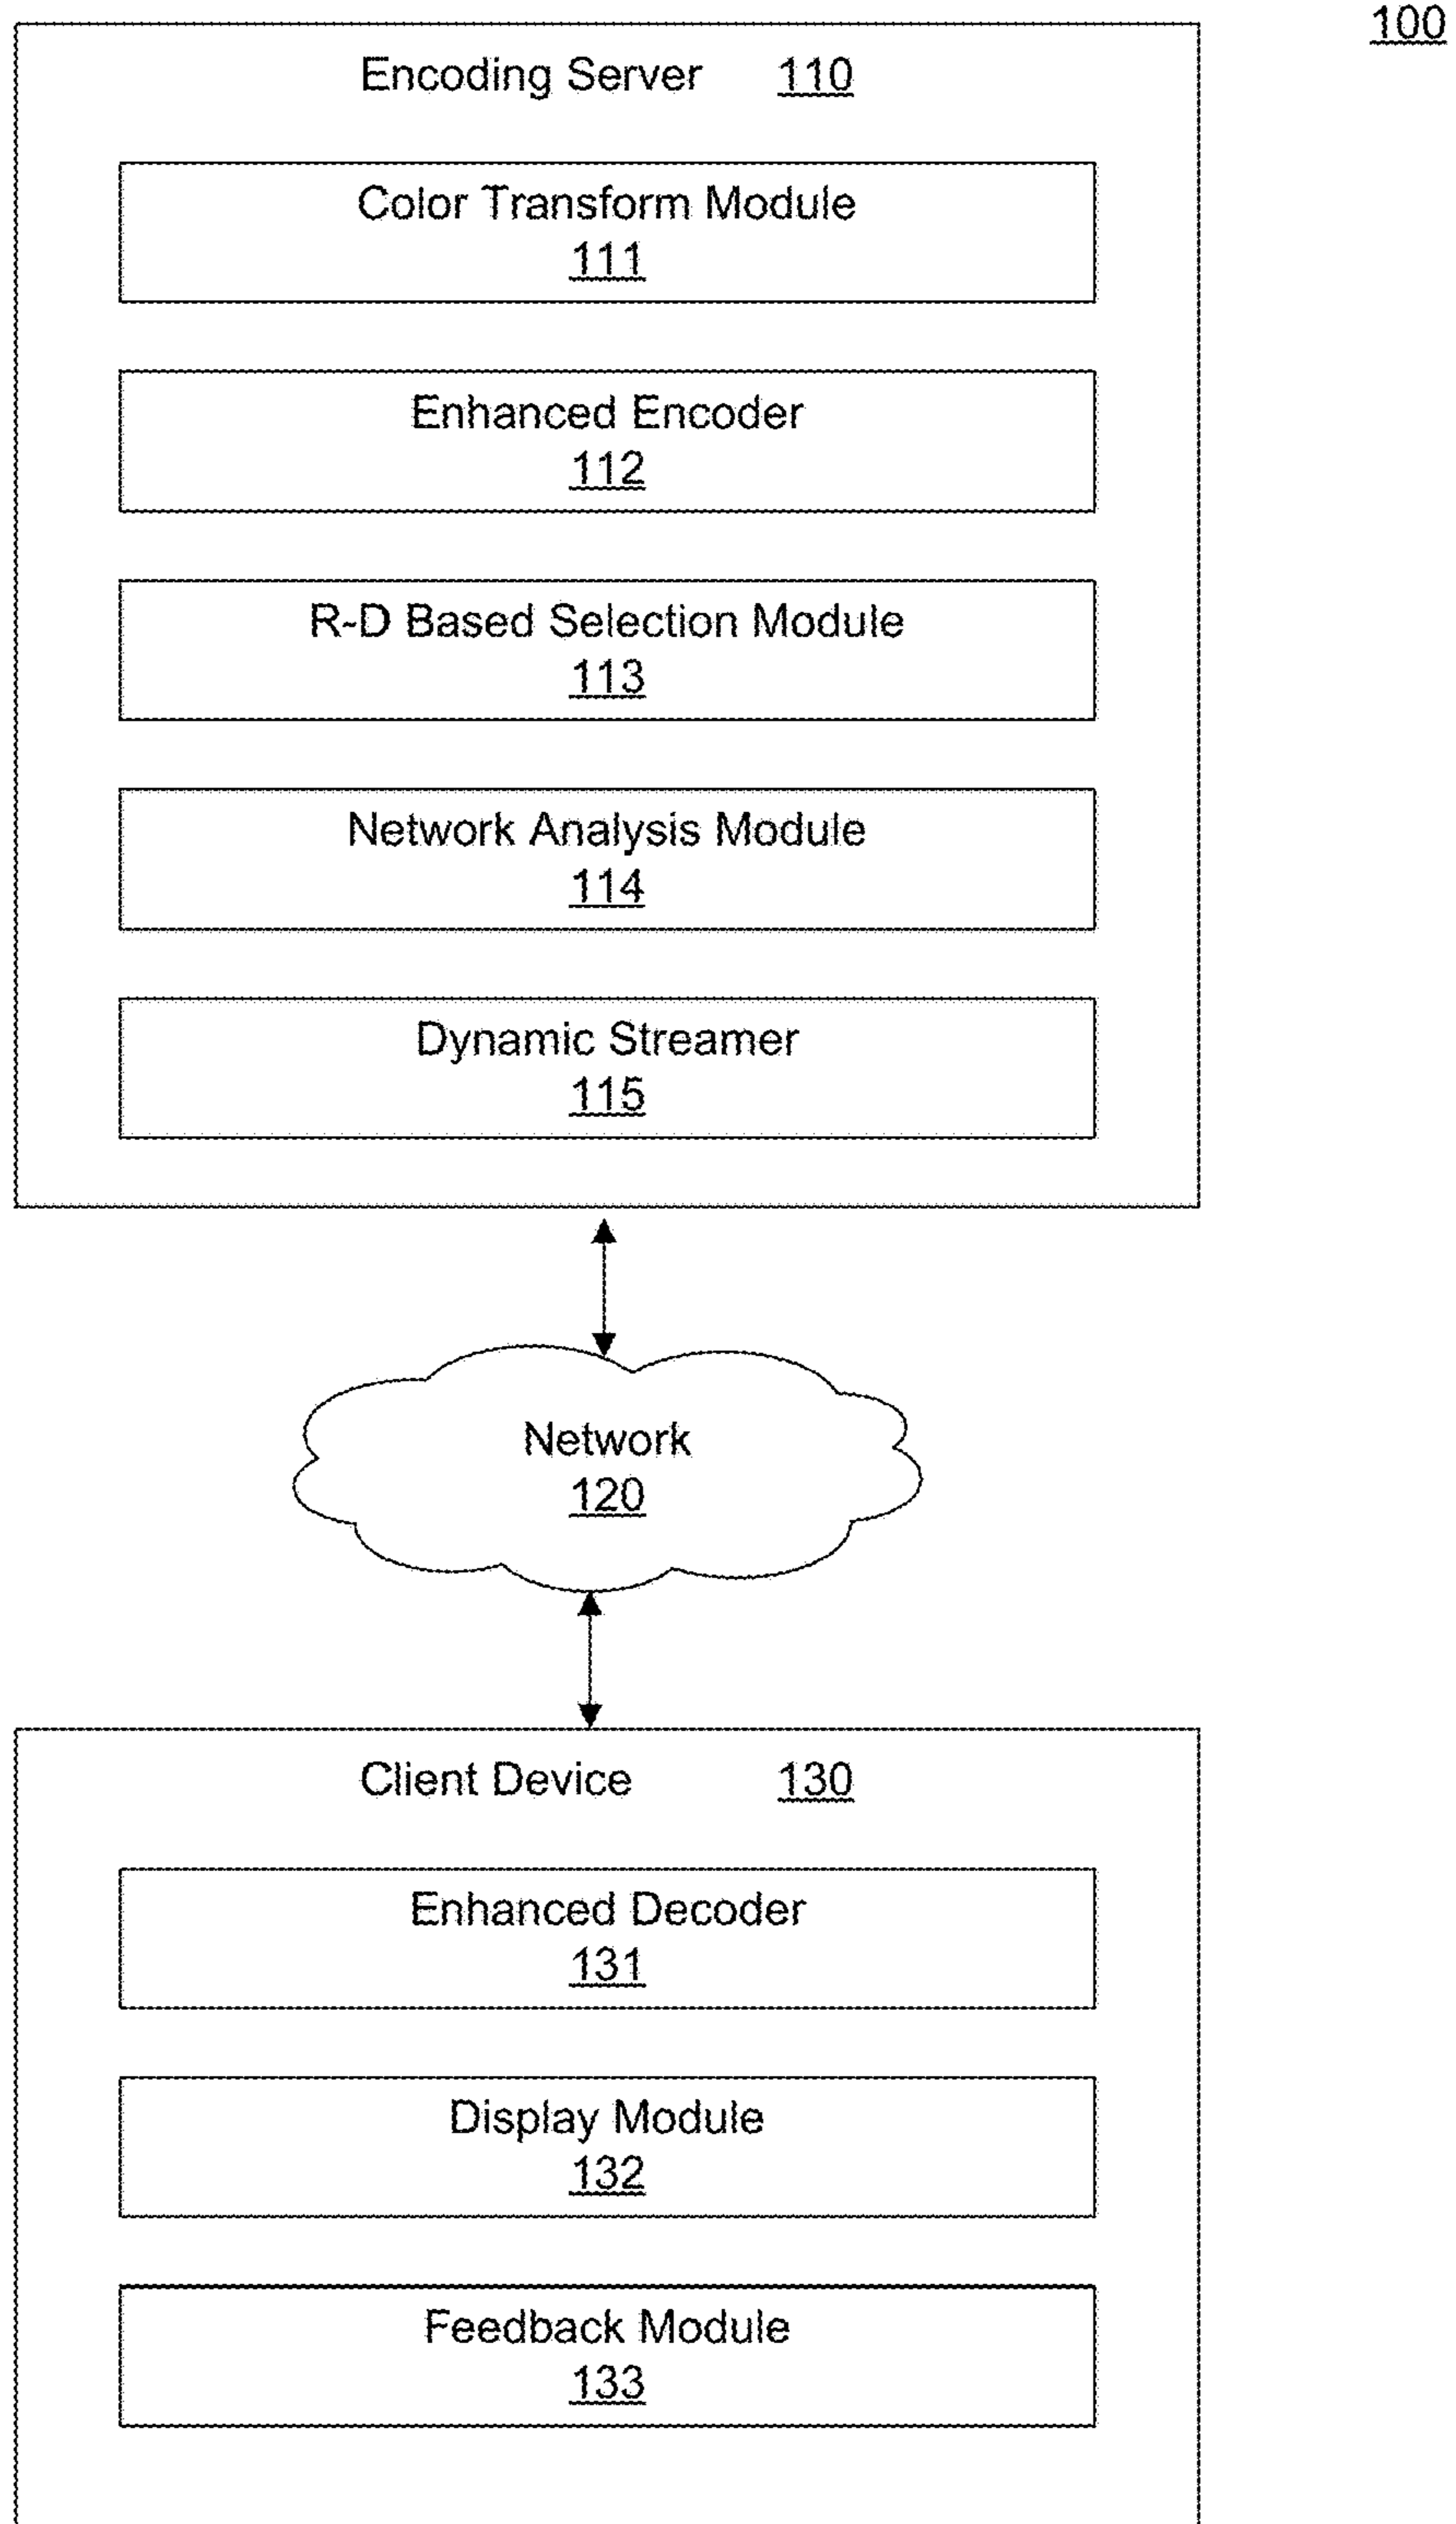 100
Encoding Server 110
Color Transform Module
111
Enhanced Encoder
112
R-D Based Selection Module
113
Network Analysis Module
114
Dynamic Streamer
115
Network
120
Client Device 130
Enhanced Decoder
131
Display Module
132
Feedback Module
133